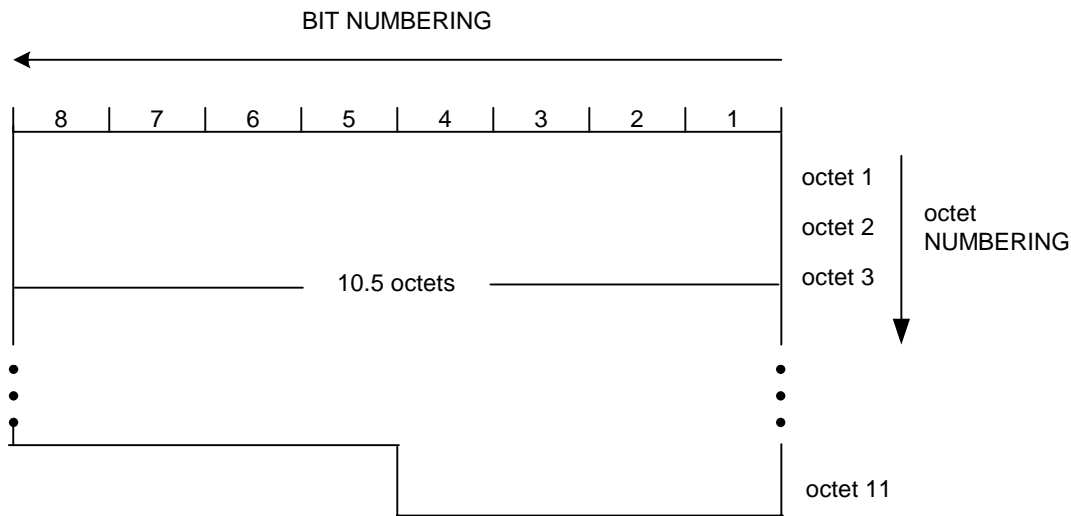 BIT NUMBERING
8 7 6 5 4 3 2 1
octet 1
octet 2
octet
NUMBERING
10.5 octets
octet 3
octet 11